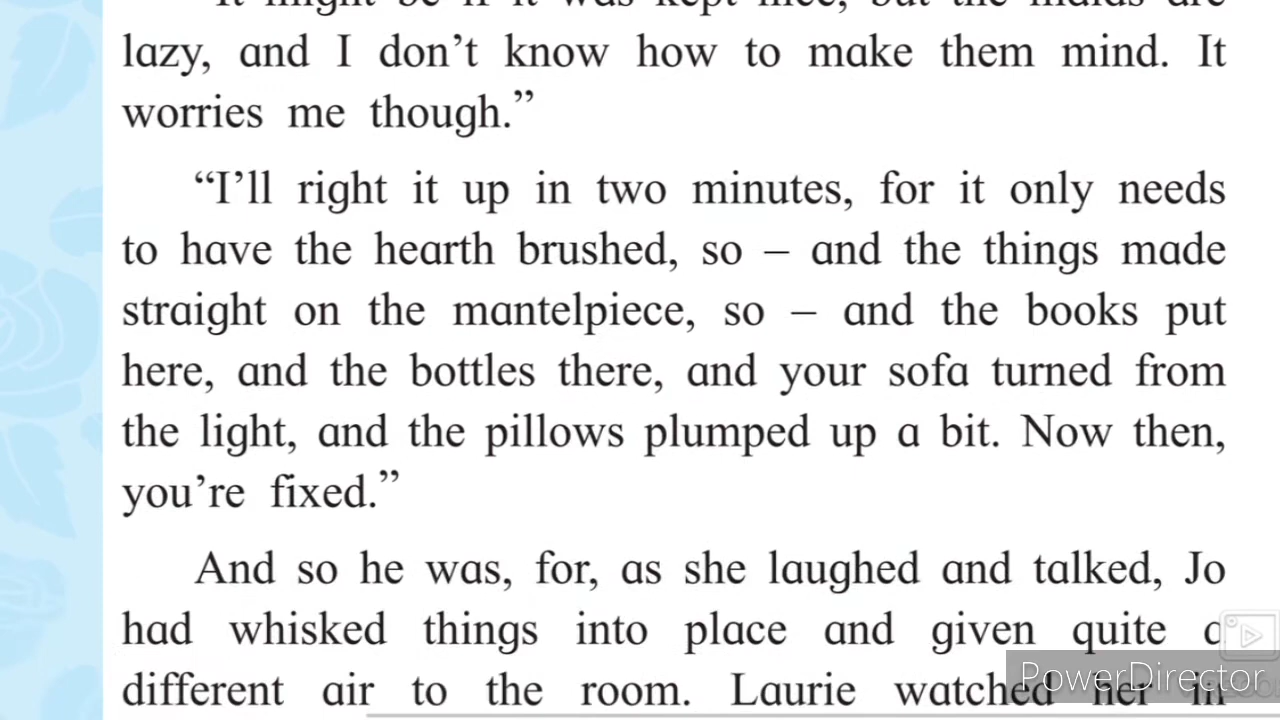 lazy, and I don’t know how to make them mind. It
worries me though.”
“I’ll right it up in two minutes, for it only needs
to have the hearth brushed, so – and the things made
straight on the mantelpiece, so – and the books put
here, and the bottles there, and your sofa turned from
the light, and the pillows plumped up a bit. Now then,
you’re fixed.”
And so he was, for, as she laughed and talked, Jo
had whisked things into place and given quite a
different air to the room. Laurie watched her in
PowerDirector